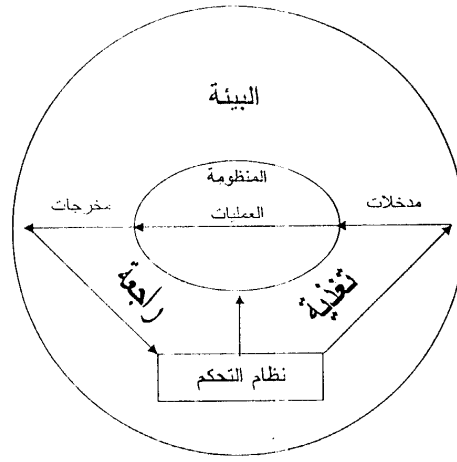 البيئة
المنظومة
مدخلات
العمليات
مخرجات
تغذية
راجعة
نظام التحكم